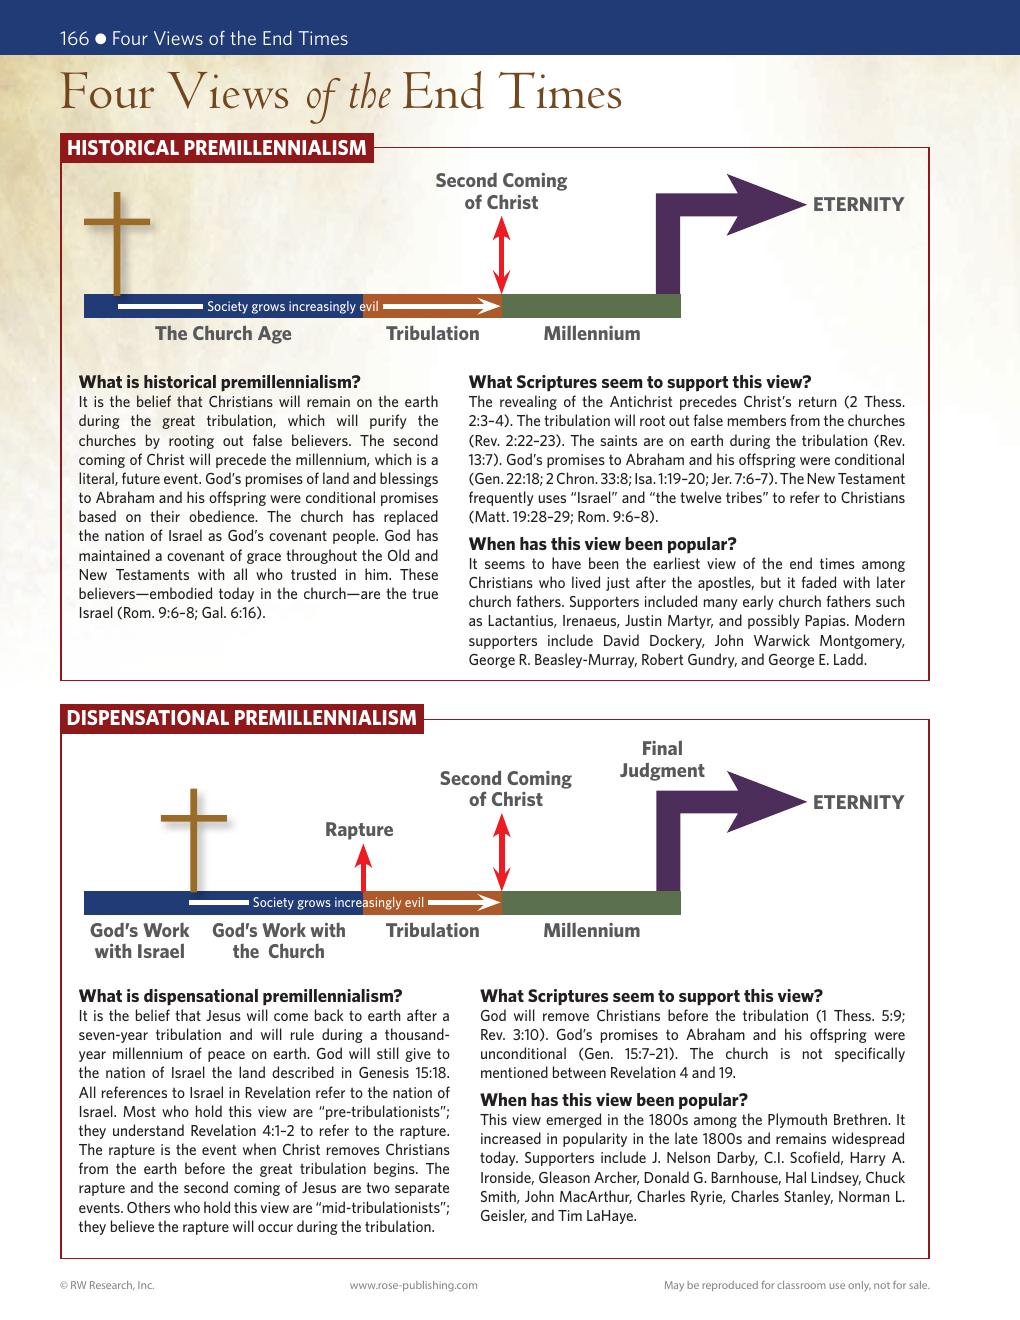 166 ● Four Views of the End Times
Four Views of the End Times
HISTORICAL PREMILLENNIALISM
Second Coming
of Christ
ETERNITY
Society grows increasingly evil
The Church Age
Tribulation
Millennium
What is historical premillennialism?
It is the belief that Christians will remain on the earth
during the great tribulation, which will purify the
churches by rooting out false believers. The second
coming of Christ will precede the millennium, which is a
literal, future event. God’s promises of land and blessings
to Abraham and his offspring were conditional promises
based on their obedience. The church has replaced
the nation of Israel as God’s covenant people. God has
maintained a covenant of grace throughout the Old and
New Testaments with all who trusted in him. These
believers—embodied today in the church—are the true
Israel (Rom. 9:6–8; Gal. 6:16).
What Scriptures seem to support this view?
The revealing of the Antichrist precedes Christ’s return (2 Thess.
2:3–4). The tribulation will root out false members from the churches
(Rev. 2:22–23). The saints are on earth during the tribulation (Rev.
13:7). God’s promises to Abraham and his offspring were conditional
(Gen. 22:18; 2 Chron. 33:8; Isa. 1:19–20; Jer. 7:6–7). The New Testament
frequently uses “Israel” and “the twelve tribes” to refer to Christians
(Matt. 19:28–29; Rom. 9:6–8).
When has this view been popular?
It seems to have been the earliest view of the end times among
Christians who lived just after the apostles, but it faded with later
church fathers. Supporters included many early church fathers such
as Lactantius, Irenaeus, Justin Martyr, and possibly Papias. Modern
supporters include David Dockery, John Warwick Montgomery,
George R. Beasley-Murray, Robert Gundry, and George E. Ladd.
DISPENSATIONAL PREMILLENNIALISM
Final
Judgment
Second Coming
of Christ
ETERNITY
Rapture
Society grows increasingly evil
God’s Work
with Israel
God’s Work with
the Church
Tribulation
Millennium
What is dispensational premillennialism?
It is the belief that Jesus will come back to earth after a
seven-year tribulation and will rule during a thousand-
year millennium of peace on earth. God will still give to
the nation of Israel the land described in Genesis 15:18.
All references to Israel in Revelation refer to the nation of
Israel. Most who hold this view are “pre-tribulationists”;
they understand Revelation 4:1–2 to refer to the rapture.
The rapture is the event when Christ removes Christians
from the earth before the great tribulation begins. The
rapture and the second coming of Jesus are two separate
events. Others who hold this view are “mid-tribulationists”;
they believe the rapture will occur during the tribulation.
What Scriptures seem to support this view?
God will remove Christians before the tribulation (1 Thess. 5:9;
Rev. 3:10). God’s promises to Abraham and his offspring were
unconditional (Gen. 15:7–21). The church is not specifically
mentioned between Revelation 4 and 19.
When has this view been popular?
This view emerged in the 1800s among the Plymouth Brethren. It
increased in popularity in the late 1800s and remains widespread
today. Supporters include J. Nelson Darby, C.I. Scofield, Harry A.
Ironside, Gleason Archer, Donald G. Barnhouse, Hal Lindsey, Chuck
Smith, John MacArthur, Charles Ryrie, Charles Stanley, Norman L.
Geisler, and Tim LaHaye.
© RW Research, Inc.
www.rose-publishing.com
May be reproduced for classroom use only, not for sale.